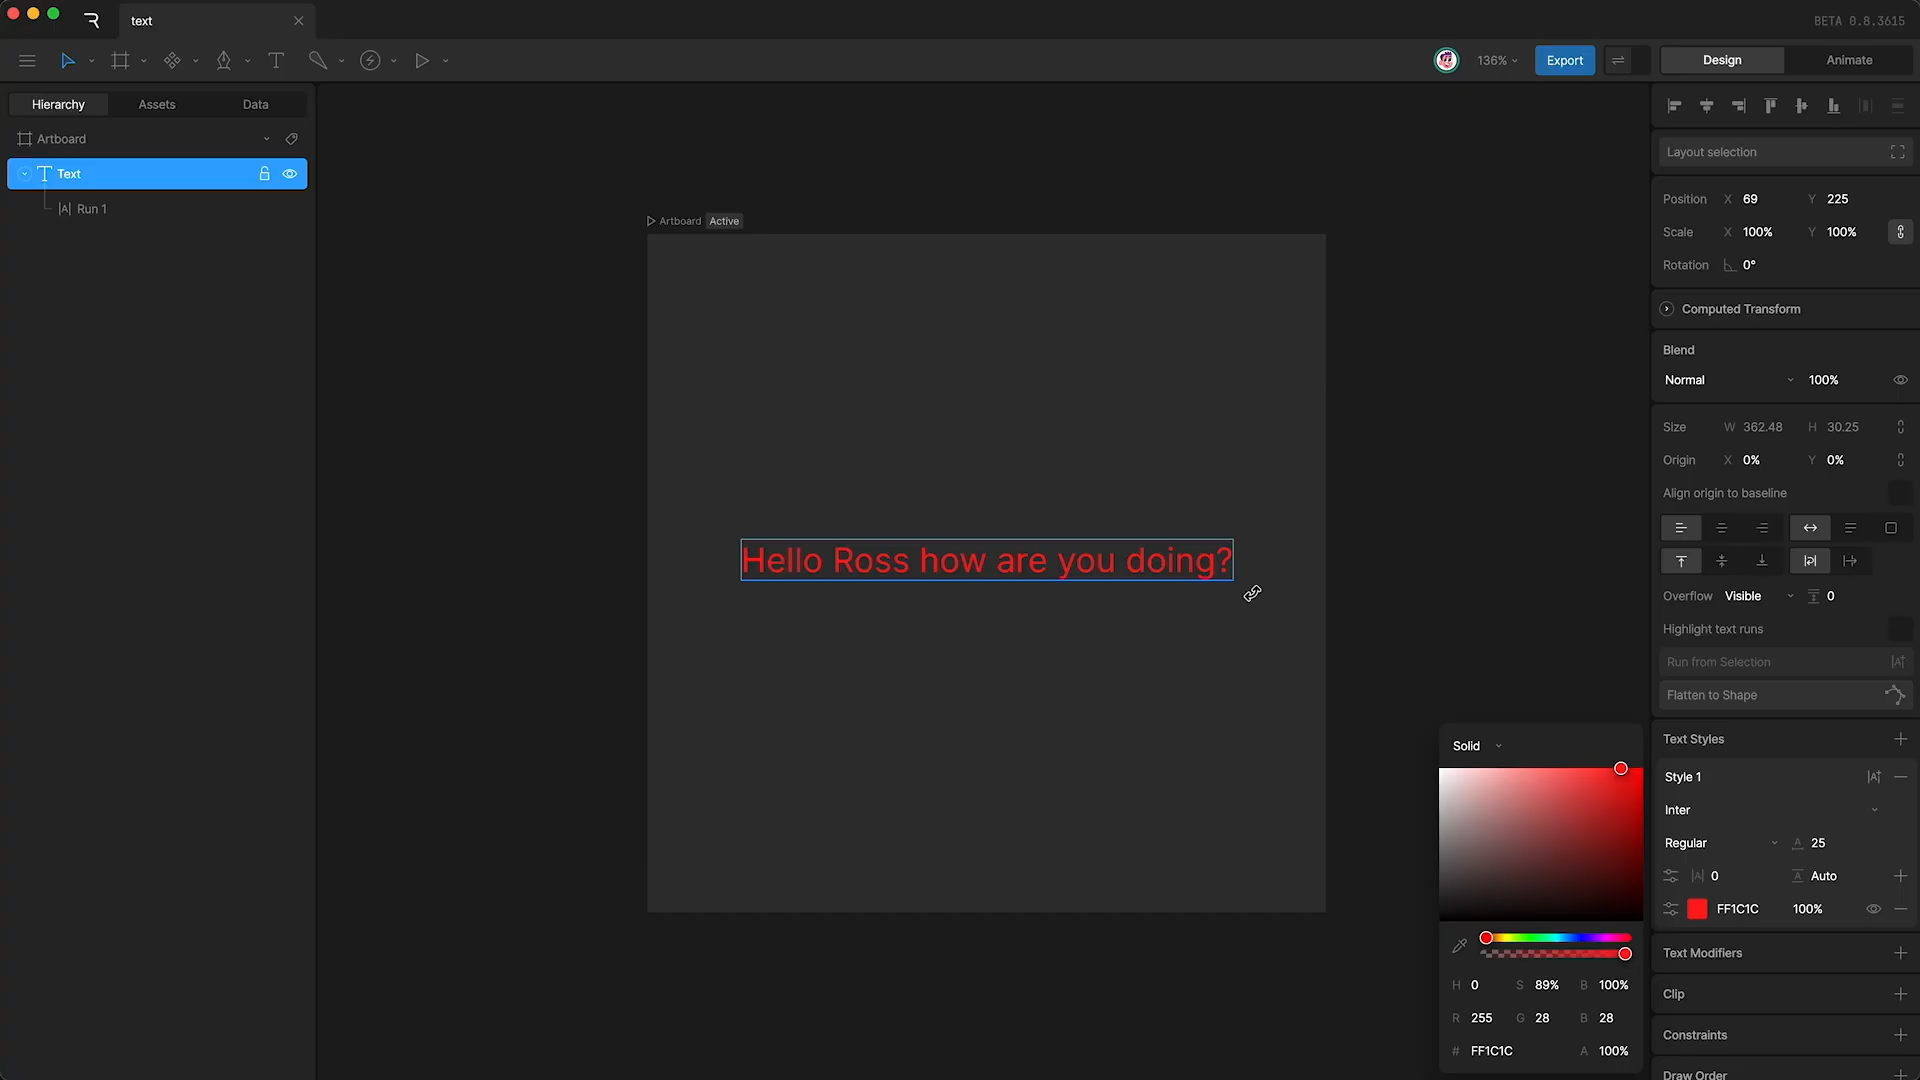 text
BETA 0.8.3615
136%
Export
Design
Animate
Hierarchy
Assets
Data
Artboard
Text
Run 1
Artboard Active
Hello Ross how are you doing?
Layout selection
Position X 69 Y 225
Scale X 100% Y 100%
Rotation 0°
Computed Transform
Blend
Normal 100%
Size W 362.48 H 30.25
Origin X 0% Y 0%
Align origin to baseline
Overflow Visible 0
Highlight text runs
Run from Selection
Flatten to Shape
Text Styles
Style 1
Inter
Regular 25
0 Auto
FF1C1C 100%
Text Modifiers
Clip
Constraints
Draw Order
Solid
H 0 S 89% B 100%
R 255 G 28 B 28
# FF1C1C A 100%